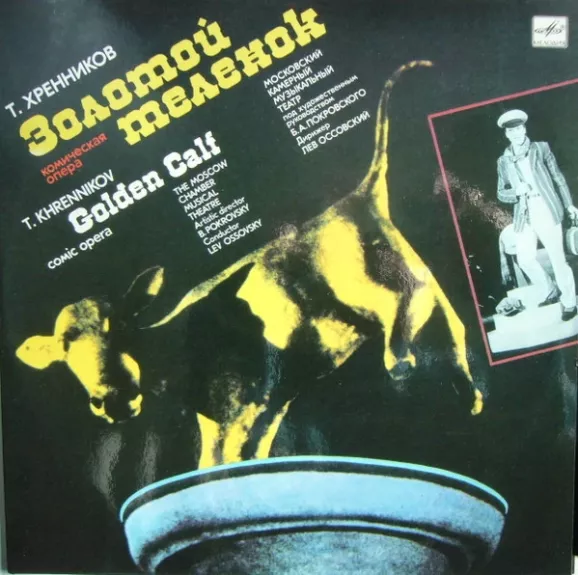 Т. ХРЕННИКОВ
Золотой
теленок
комическая
опера
T. KHRENNIKOV
Golden Calf
comic opera
МОСКОВСКИЙ
КАМЕРНЫЙ
МУЗЫКАЛЬНЫЙ
ТЕАТР
под художественным
руководством
Б. А. ПОКРОВСКОГО
Дирижер
ЛЕВ ОССОВСКИЙ
THE MOSCOW
CHAMBER
MUSICAL
THEATRE
Artistic director
B. POKROVSKY
Conductor
LEV OSSOVSKY
МЕЛОДИЯ